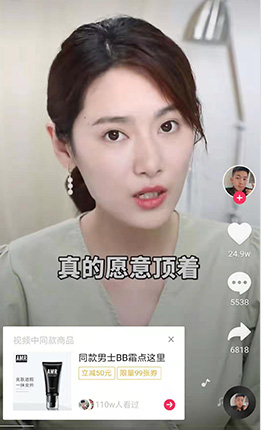 真的愿意顶着
24.9w
5538
6818
视频中同款商品
AMR
同款男士BB霜点这里
立减50元
限量99张券
110w人看过